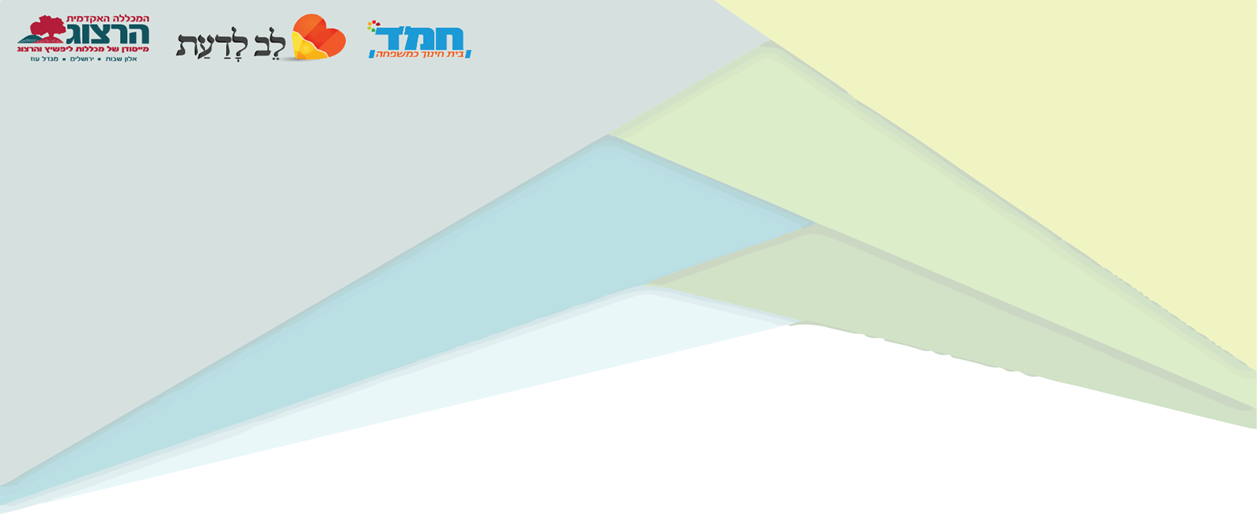 המכללה האקדמית
הרצוג
מייסודן של מכללות ליפשיץ והרצוג
אלון שבות • ירושלים • מגדל עוז
לֵב לָדַעַת
חמ"ד
בית חינוך כמשפחה